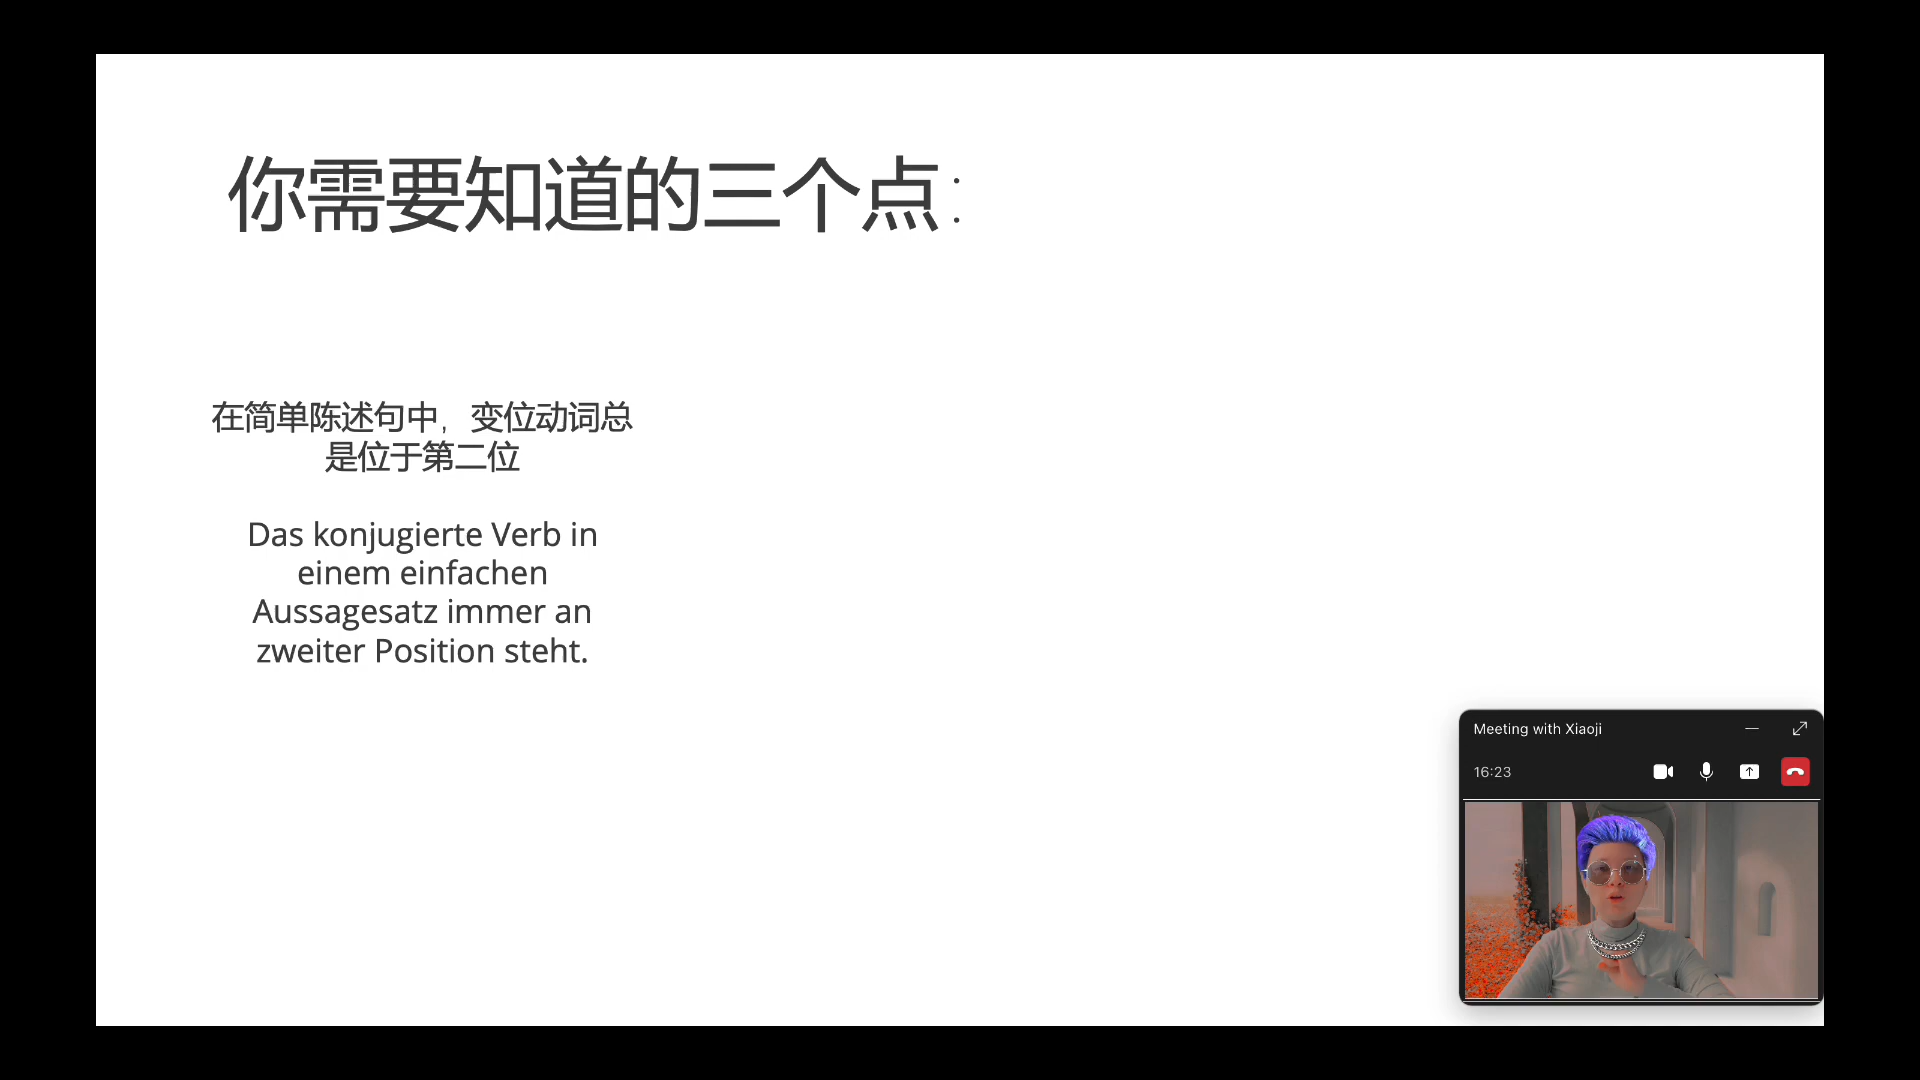 你需要知道的三个点:
在简单陈述句中，变位动词总
是位于第二位
Das konjugierte Verb in
einem einfachen
Aussagesatz immer an
zweiter Position steht.
Meeting with Xiaoji
16:23